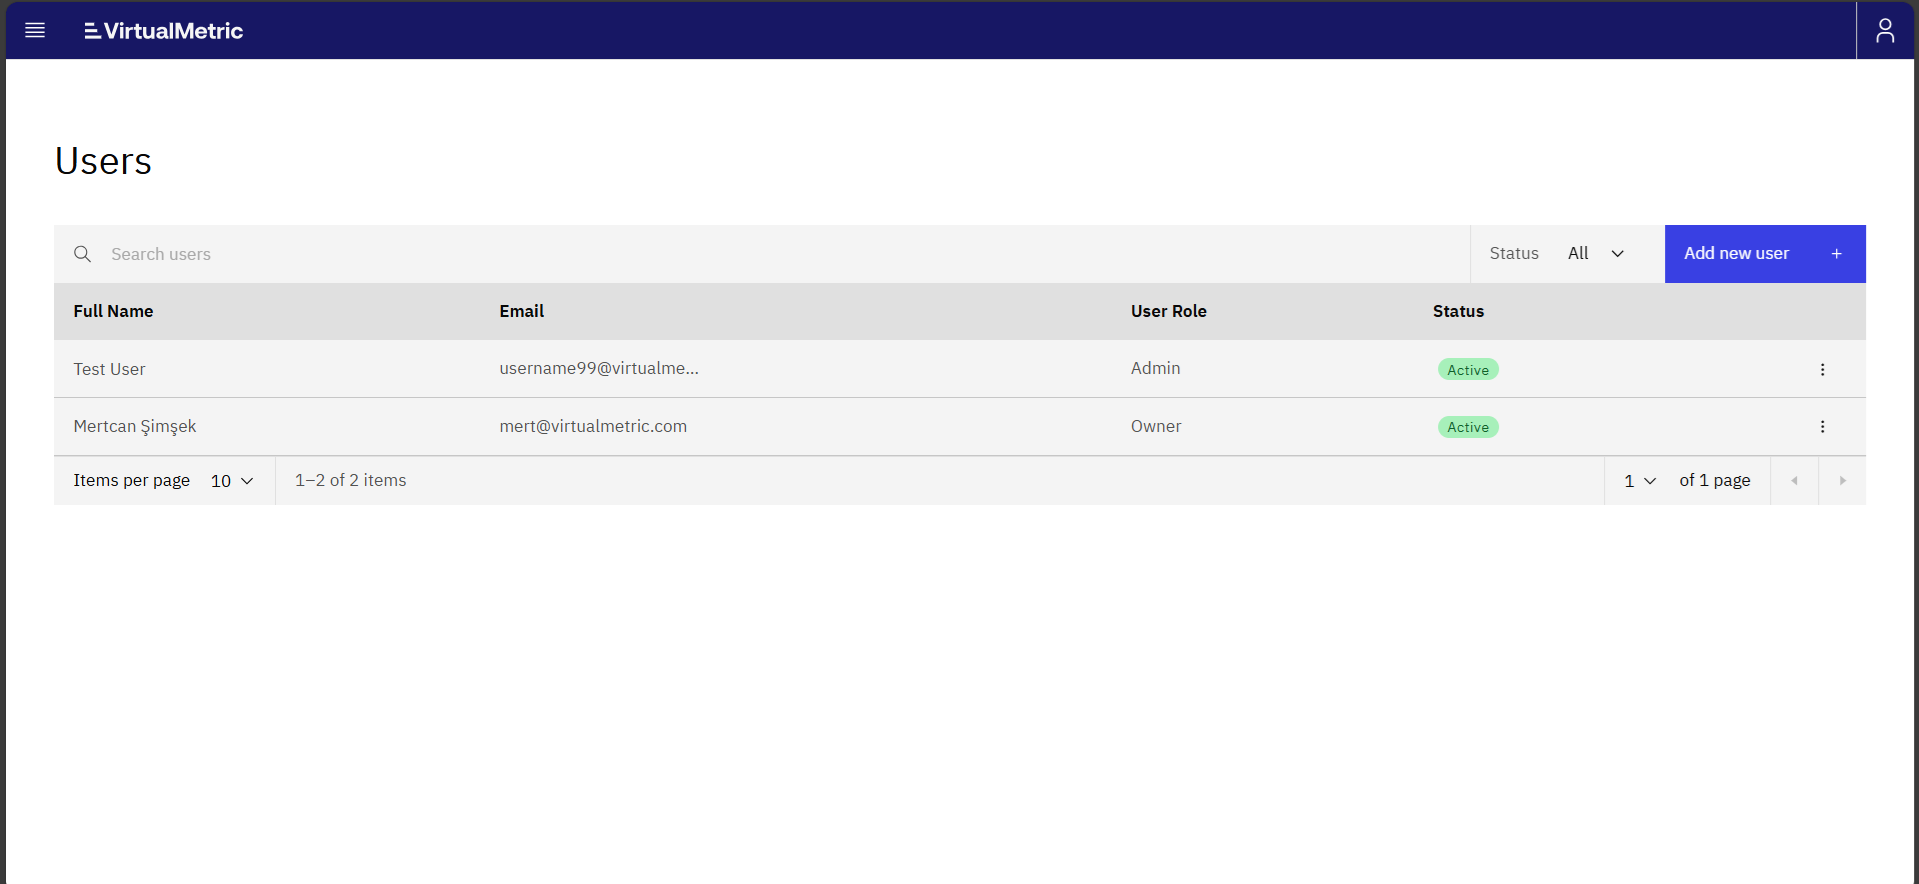 VirtualMetric
Users
Search users
Status All
Add new user +
Full Name Email User Role Status
Test User username99@virtualme... Admin Active
Mertcan Şimşek mert@virtualmetric.com Owner Active
Items per page 10 1–2 of 2 items 1 of 1 page